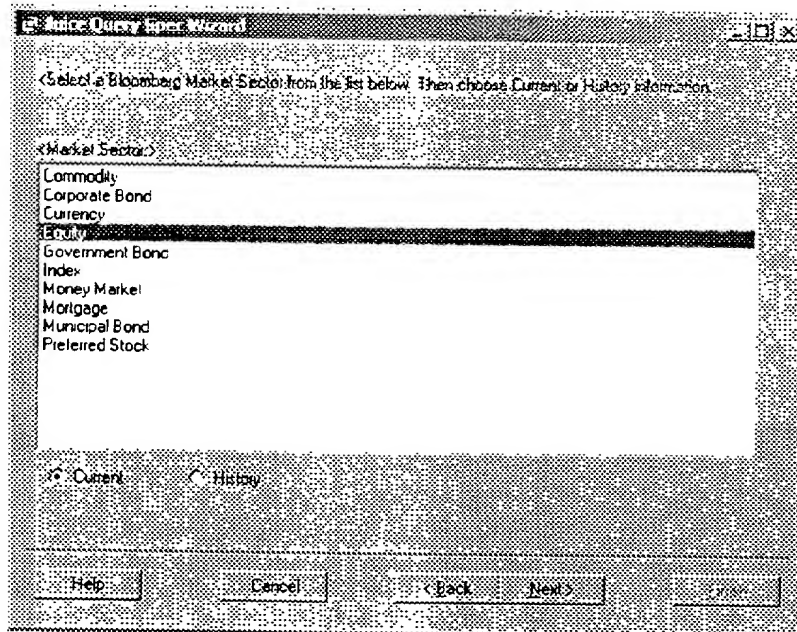 Wizard
<Select a Bloomberg Market Sector from the list below. Then choose Current or History information.
<Market Sector:>
Commodity
Corporate Bond
Currency
Equity
Government Bond
Index
Money Market
Mortgage
Municipal Bond
Preferred Stock
Current History
Help Cancel < Back Next >